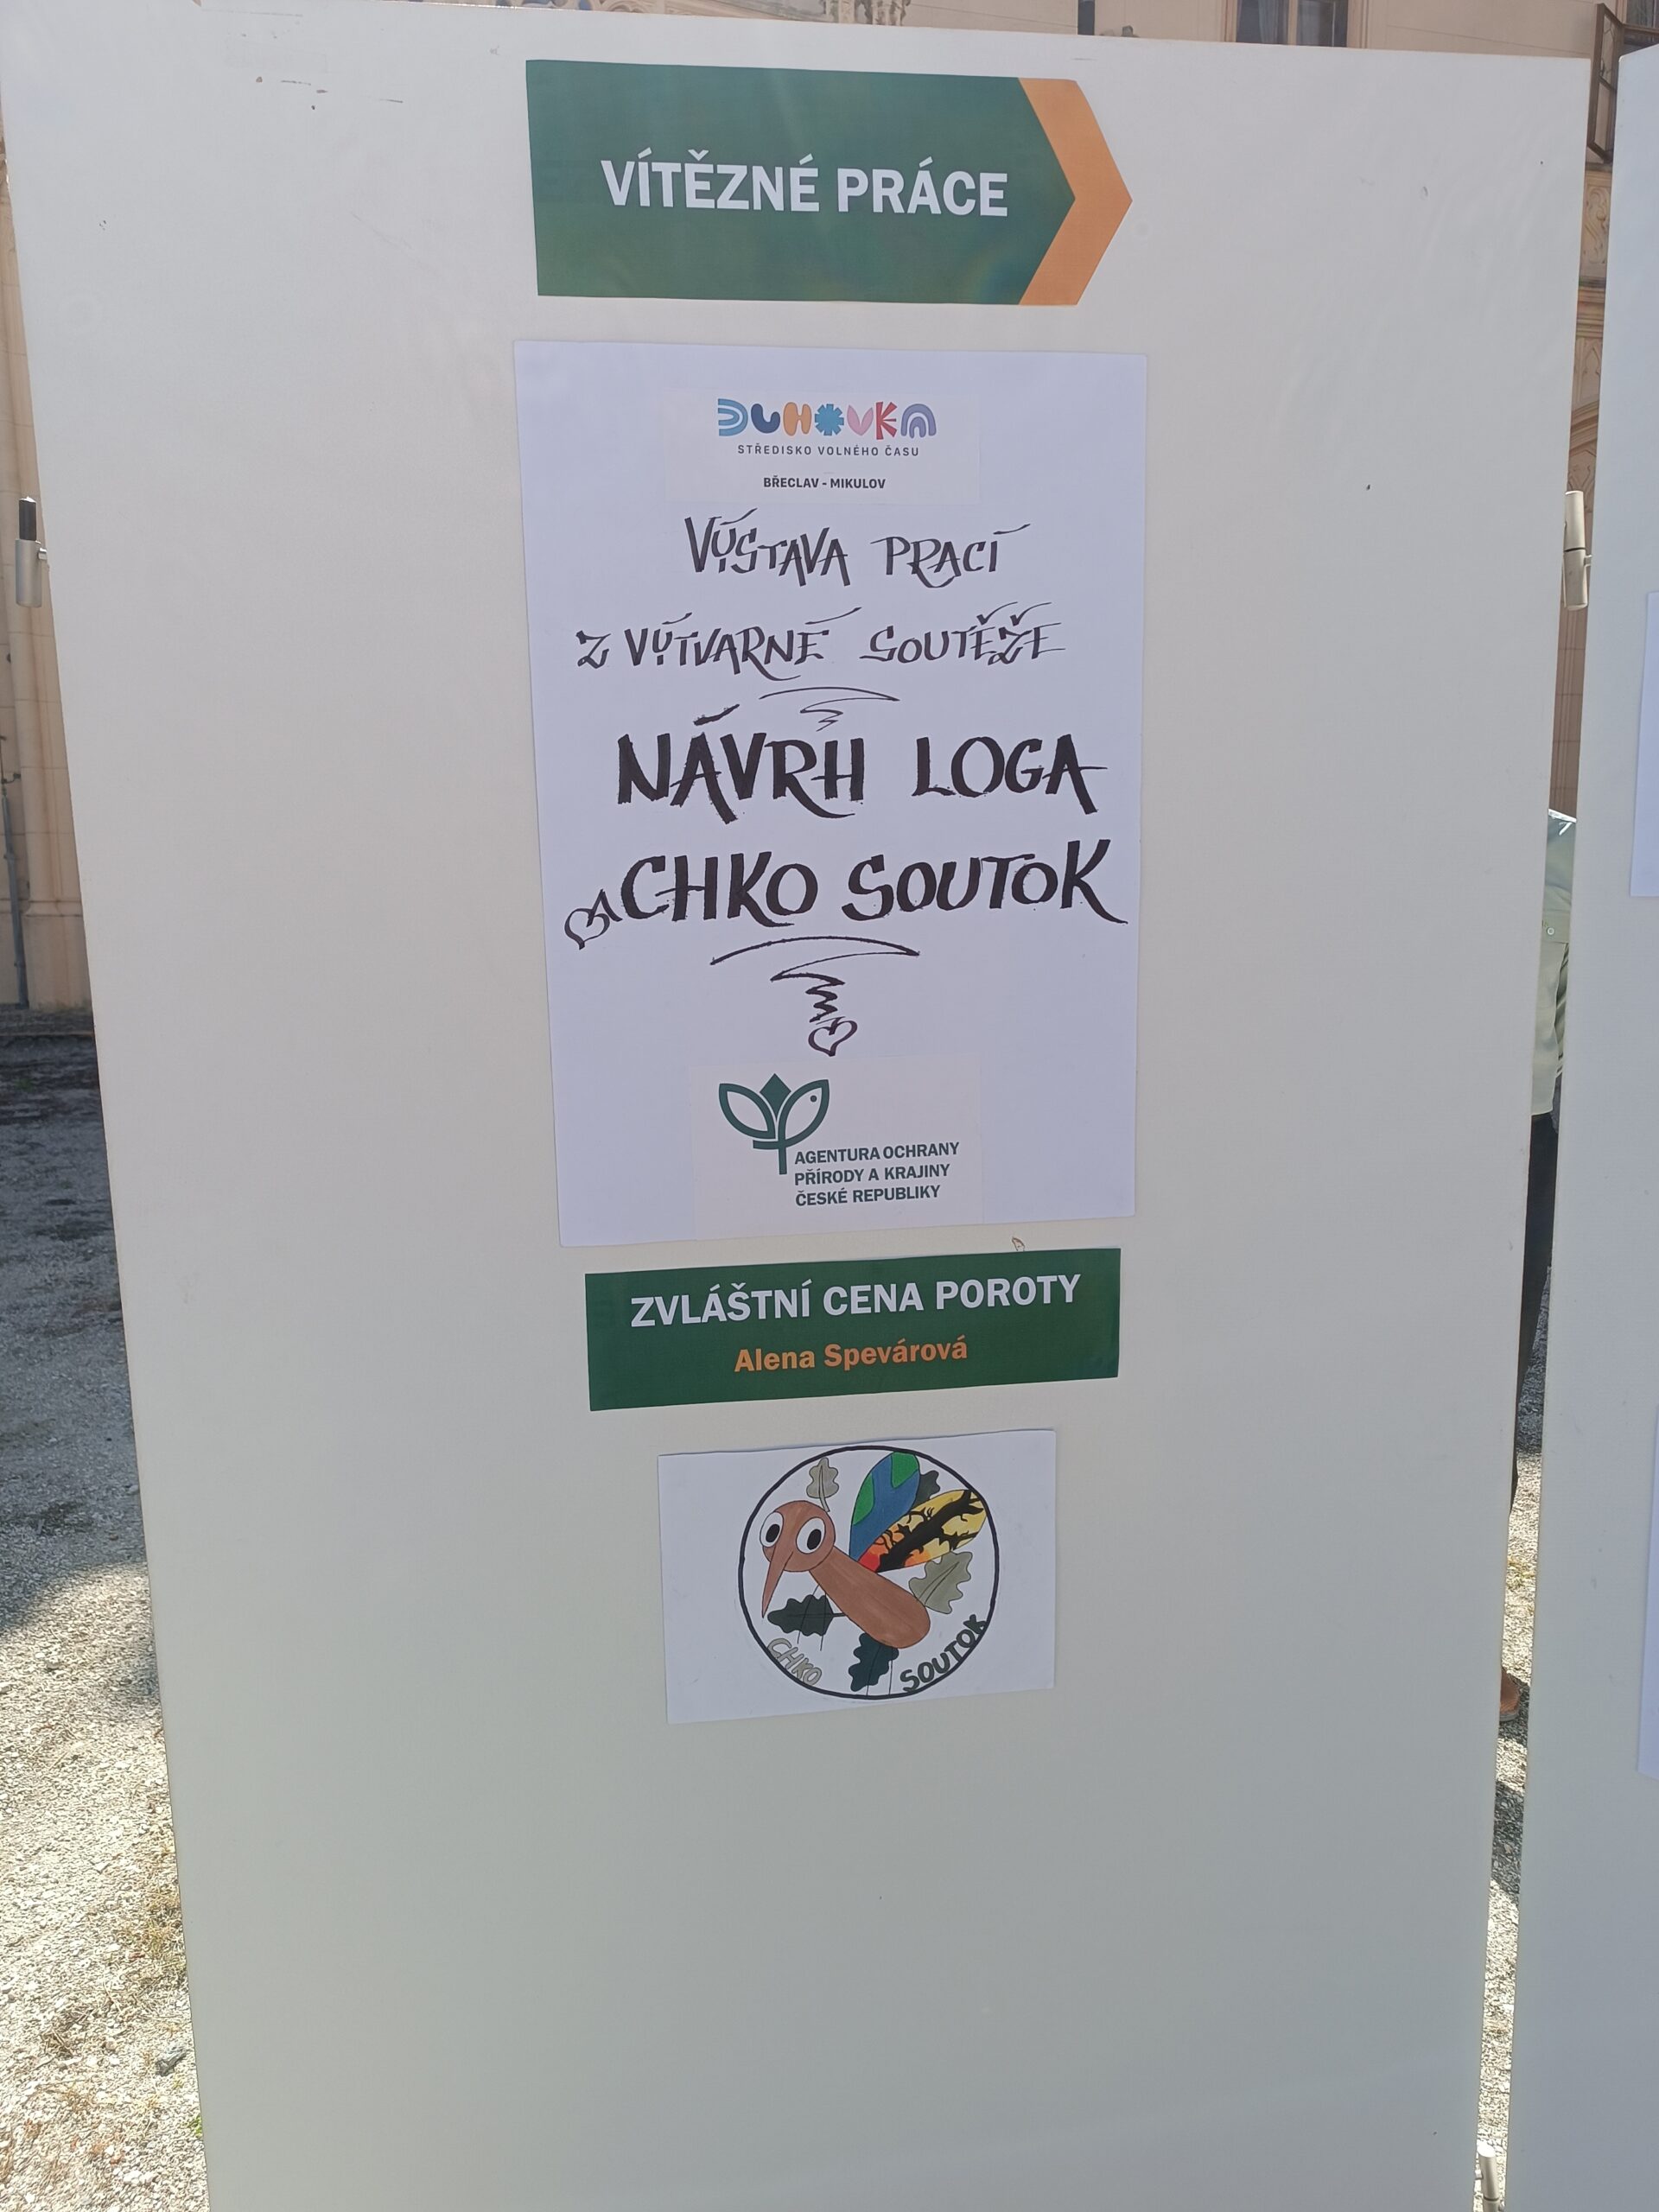 VÍTĚZNÉ PRÁCE
DUHOVKA
STŘEDISKO VOLNÉHO ČASU
BŘECLAV - MIKULOV
VÝSTAVA PRACÍ
Z VÝTVARNÉ SOUTĚŽE
NÁVRH LOGA
CHKO SOUTOK
AGENTURA OCHRANY
PŘÍRODY A KRAJINY
ČESKÉ REPUBLIKY
ZVLÁŠTNÍ CENA POROTY
Alena Spevárová
CHKO
SOUTOK